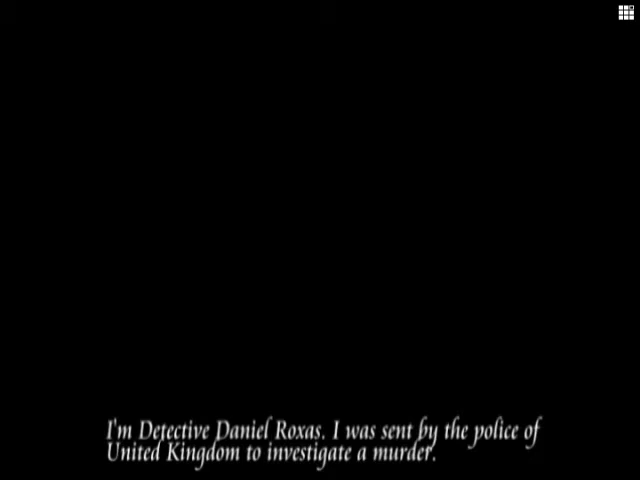 I'm Detective Daniel Roxas. I was sent by the police of
United Kingdom to investigate a murder.